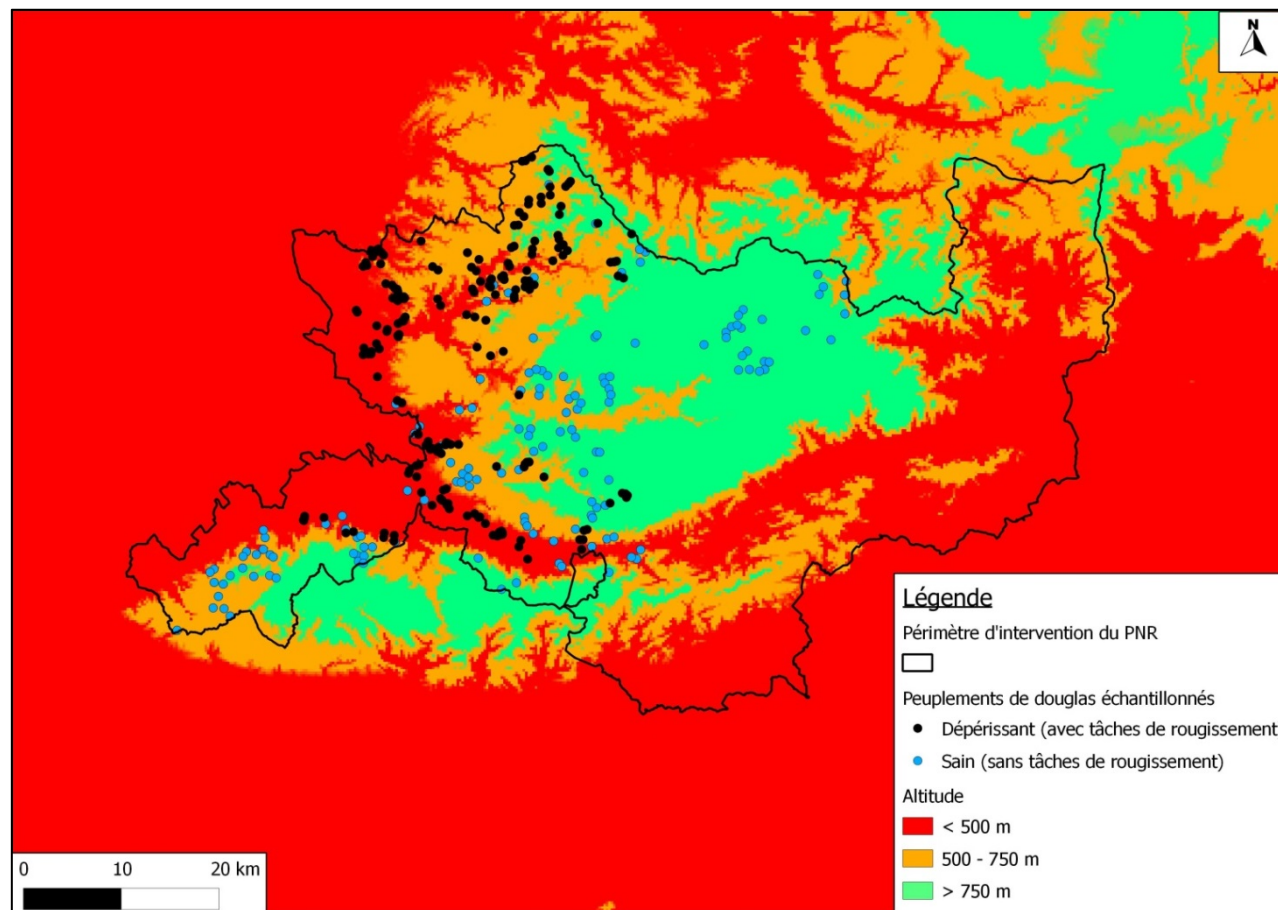 N
Légende
Périmètre d'intervention du PNR
Peuplements de douglas échantillonnés
Dépérissant (avec tâches de rougissement
Sain (sans tâches de rougissement)
Altitude
< 500 m
500 - 750 m
> 750 m
0 10 20 km